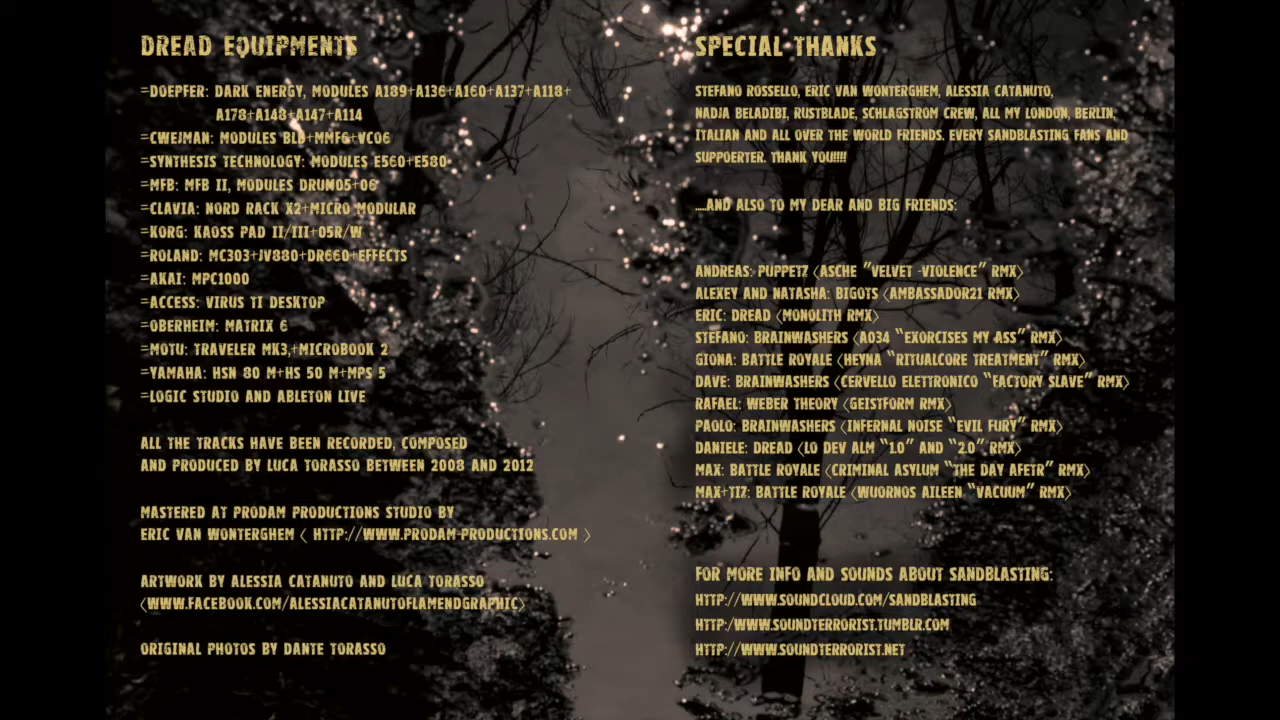 DREAD EQUIPMENTS
=DOEPFER: DARK ENERGY, MODULES A189+A136+A160+A137+A118+
A178+A148+A147+A114
=CWEJMAN: MODULES BLD+MMF6+VCO6
=SYNTHESIS TECHNOLOGY: MODULES E560+E580
=MFB: MFB II, MODULES DRUM05+06
=CLAVIA: NORD RACK X2+MICRO MODULAR
=KORG: KAOSS PAD II/III+05R/W
=ROLAND: MC303+JV880+DR660+EFFECTS
=AKAI: MPC1000
=ACCESS: VIRUS TI DESKTOP
=OBERHEIM: MATRIX 6
=MOTU: TRAVELER MK3,+MICROBOOK 2
=YAMAHA: HSN 80 M+HS 50 M+MPS 5
=LOGIC STUDIO AND ABLETON LIVE
ALL THE TRACKS HAVE BEEN RECORDED, COMPOSED
AND PRODUCED BY LUCA TORASSO BETWEEN 2008 AND 2012
MASTERED AT PRODAM PRODUCTIONS STUDIO BY
ERIC VAN WONTERGHEM ( HTTP://WWW.PRODAM-PRODUCTIONS.COM )
ARTWORK BY ALESSIA CATANUTO AND LUCA TORASSO
(WWW.FACEBOOK.COM/ALESSIACATANUTOFLAMENDGRAPHIC)
ORIGINAL PHOTOS BY DANTE TORASSO
SPECIAL THANKS
STEFANO ROSSELLO, ERIC VAN WONTERGHEM, ALESSIA CATANUTO,
NADJA BELADIBI, RUSTBLADE, SCHLAGSTROM CREW, ALL MY LONDON, BERLIN,
ITALIAN AND ALL OVER THE WORLD FRIENDS. EVERY SANDBLASTING FANS AND
SUPPOERTER. THANK YOU!!!!
....AND ALSO TO MY DEAR AND BIG FRIENDS:
ANDREAS: PUPPETZ (ASCHE "VELVET -VIOLENCE" RMX)
ALEXEY AND NATASHA: BIGOTS (AMBASSADOR21 RMX)
ERIC: DREAD (MONOLITH RMX)
STEFANO: BRAINWASHERS (AO34 "EXORCISES MY ASS" RMX)
GIONA: BATTLE ROYALE (HEYNA "RITUALCORE TREATMENT" RMX)
DAVE: BRAINWASHERS (CERVELLO ELETTRONICO "FACTORY SLAVE" RMX)
RAFAEL: WEBER THEORY (GEISTFORM RMX)
PAOLO: BRAINWASHERS (INFERNAL NOISE "EVIL FURY" RMX)
DANIELE: DREAD (LO DEV ALM "1.0" AND "2.0" RMX)
MAX: BATTLE ROYALE (CRIMINAL ASYLUM "THE DAY AFETR" RMX)
MAX+TIZ: BATTLE ROYALE (WUORNOS AILEEN "VACUUM" RMX)
FOR MORE INFO AND SOUNDS ABOUT SANDBLASTING:
HTTP://WWW.SOUNDCLOUD.COM/SANDBLASTING
HTTP:/WWW.SOUNDTERRORIST.TUMBLR.COM
HTTP://WWW.SOUNDTERRORIST.NET